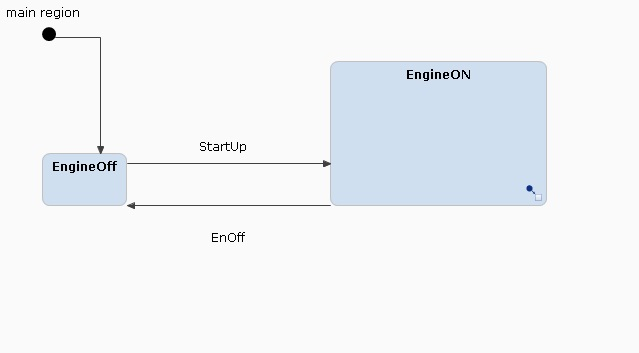 main region
EngineON
StartUp
EngineOff
EnOff